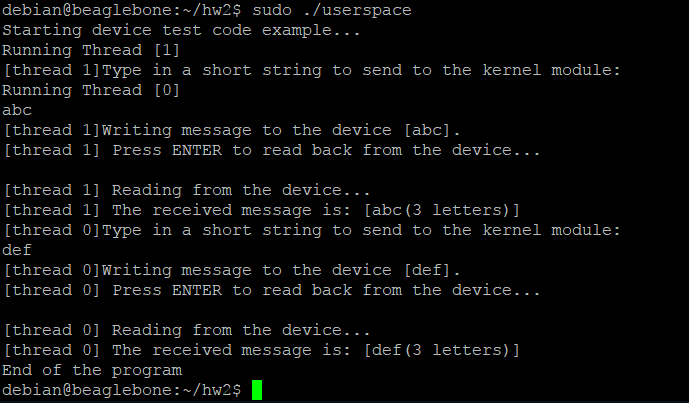 debian@beaglebone:~/hw2$ sudo ./userspace
Starting device test code example...
Running Thread [1]
[thread 1]Type in a short string to send to the kernel module:
Running Thread [0]
abc
[thread 1]Writing message to the device [abc].
[thread 1] Press ENTER to read back from the device...
[thread 1] Reading from the device...
[thread 1] The received message is: [abc(3 letters)]
[thread 0]Type in a short string to send to the kernel module:
def
[thread 0]Writing message to the device [def].
[thread 0] Press ENTER to read back from the device...
[thread 0] Reading from the device...
[thread 0] The received message is: [def(3 letters)]
End of the program
debian@beaglebone:~/hw2$